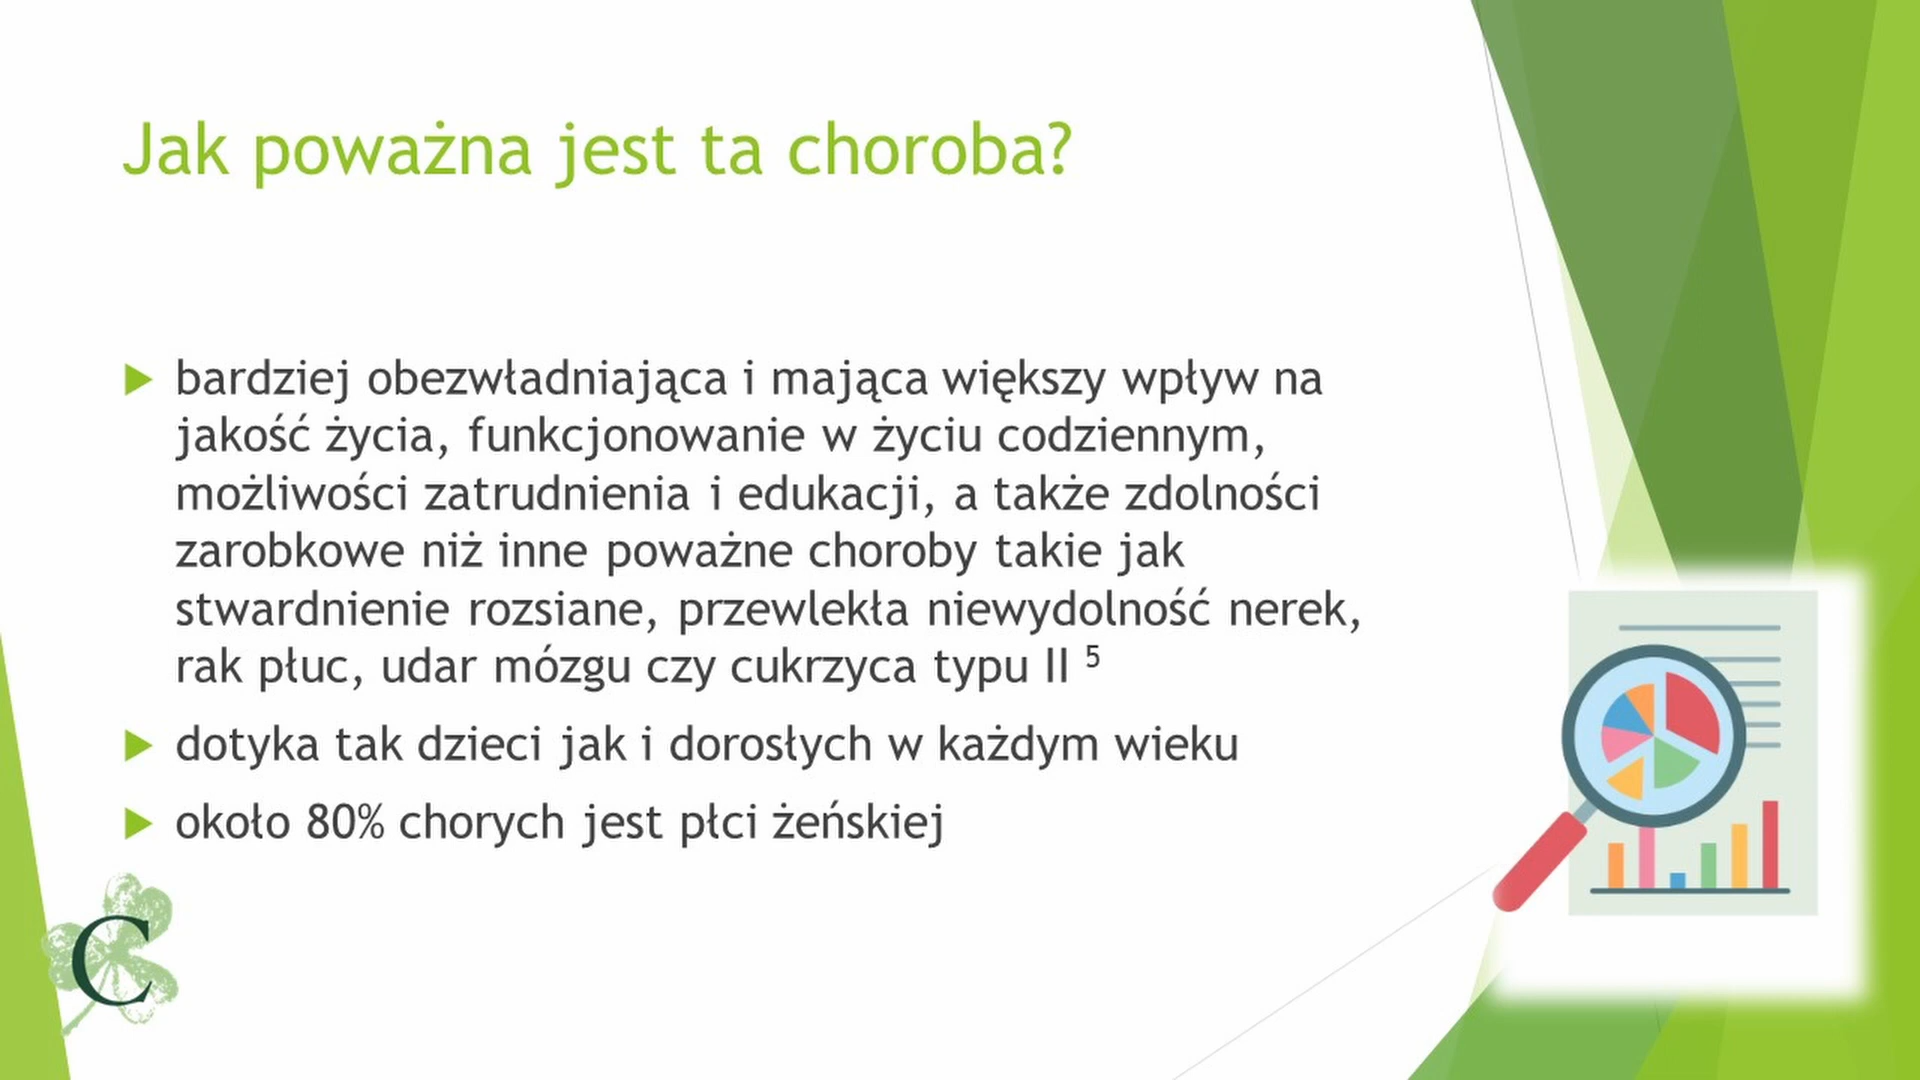 Jak poważna jest ta choroba?
bardziej obezwładniająca i mająca większy wpływ na
jakość życia, funkcjonowanie w życiu codziennym,
możliwości zatrudnienia i edukacji, a także zdolności
zarobkowe niż inne poważne choroby takie jak
stwardnienie rozsiane, przewlekła niewydolność nerek,
rak płuc, udar mózgu czy cukrzyca typu II ⁵
dotyka tak dzieci jak i dorosłych w każdym wieku
około 80% chorych jest płci żeńskiej
C